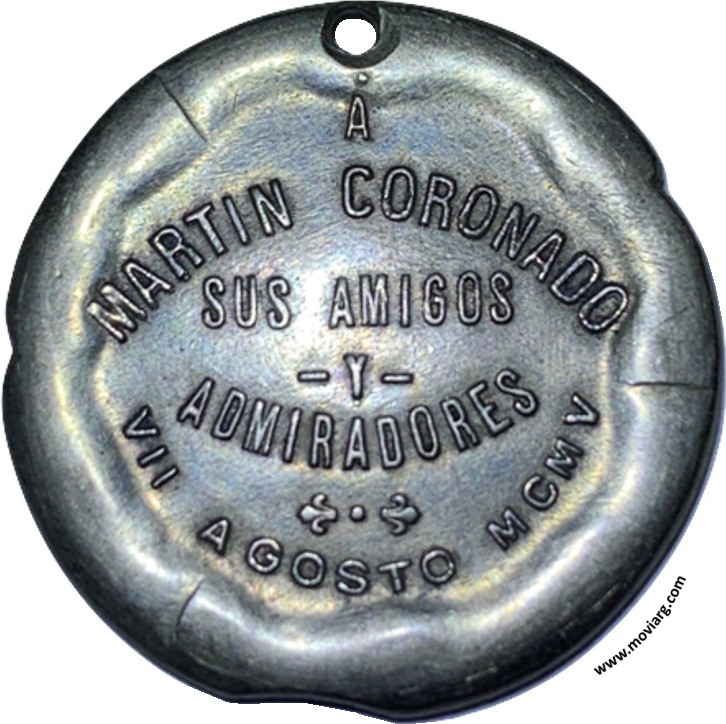 A
MARTIN CORONADO
SUS AMIGOS
-Y-
ADMIRADORES
VII AGOSTO MCMV
www.moviarg.com